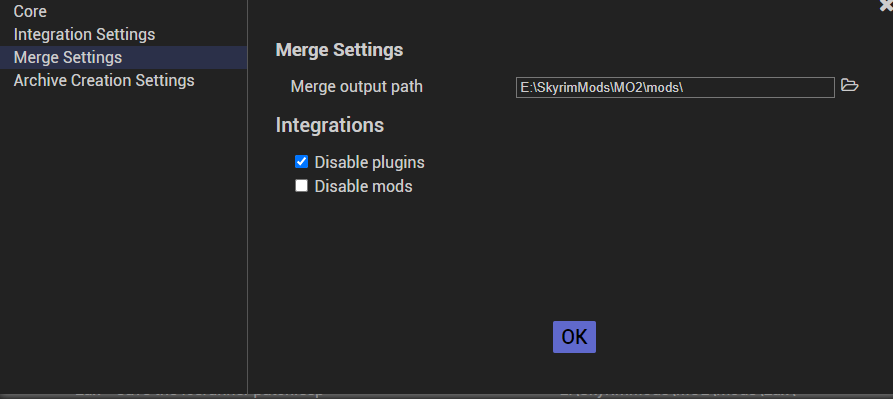 Core
Integration Settings
Merge Settings
Archive Creation Settings
Merge Settings
Merge output path E:\SkyrimMods\MO2\mods\
Integrations
Disable plugins
Disable mods
OK